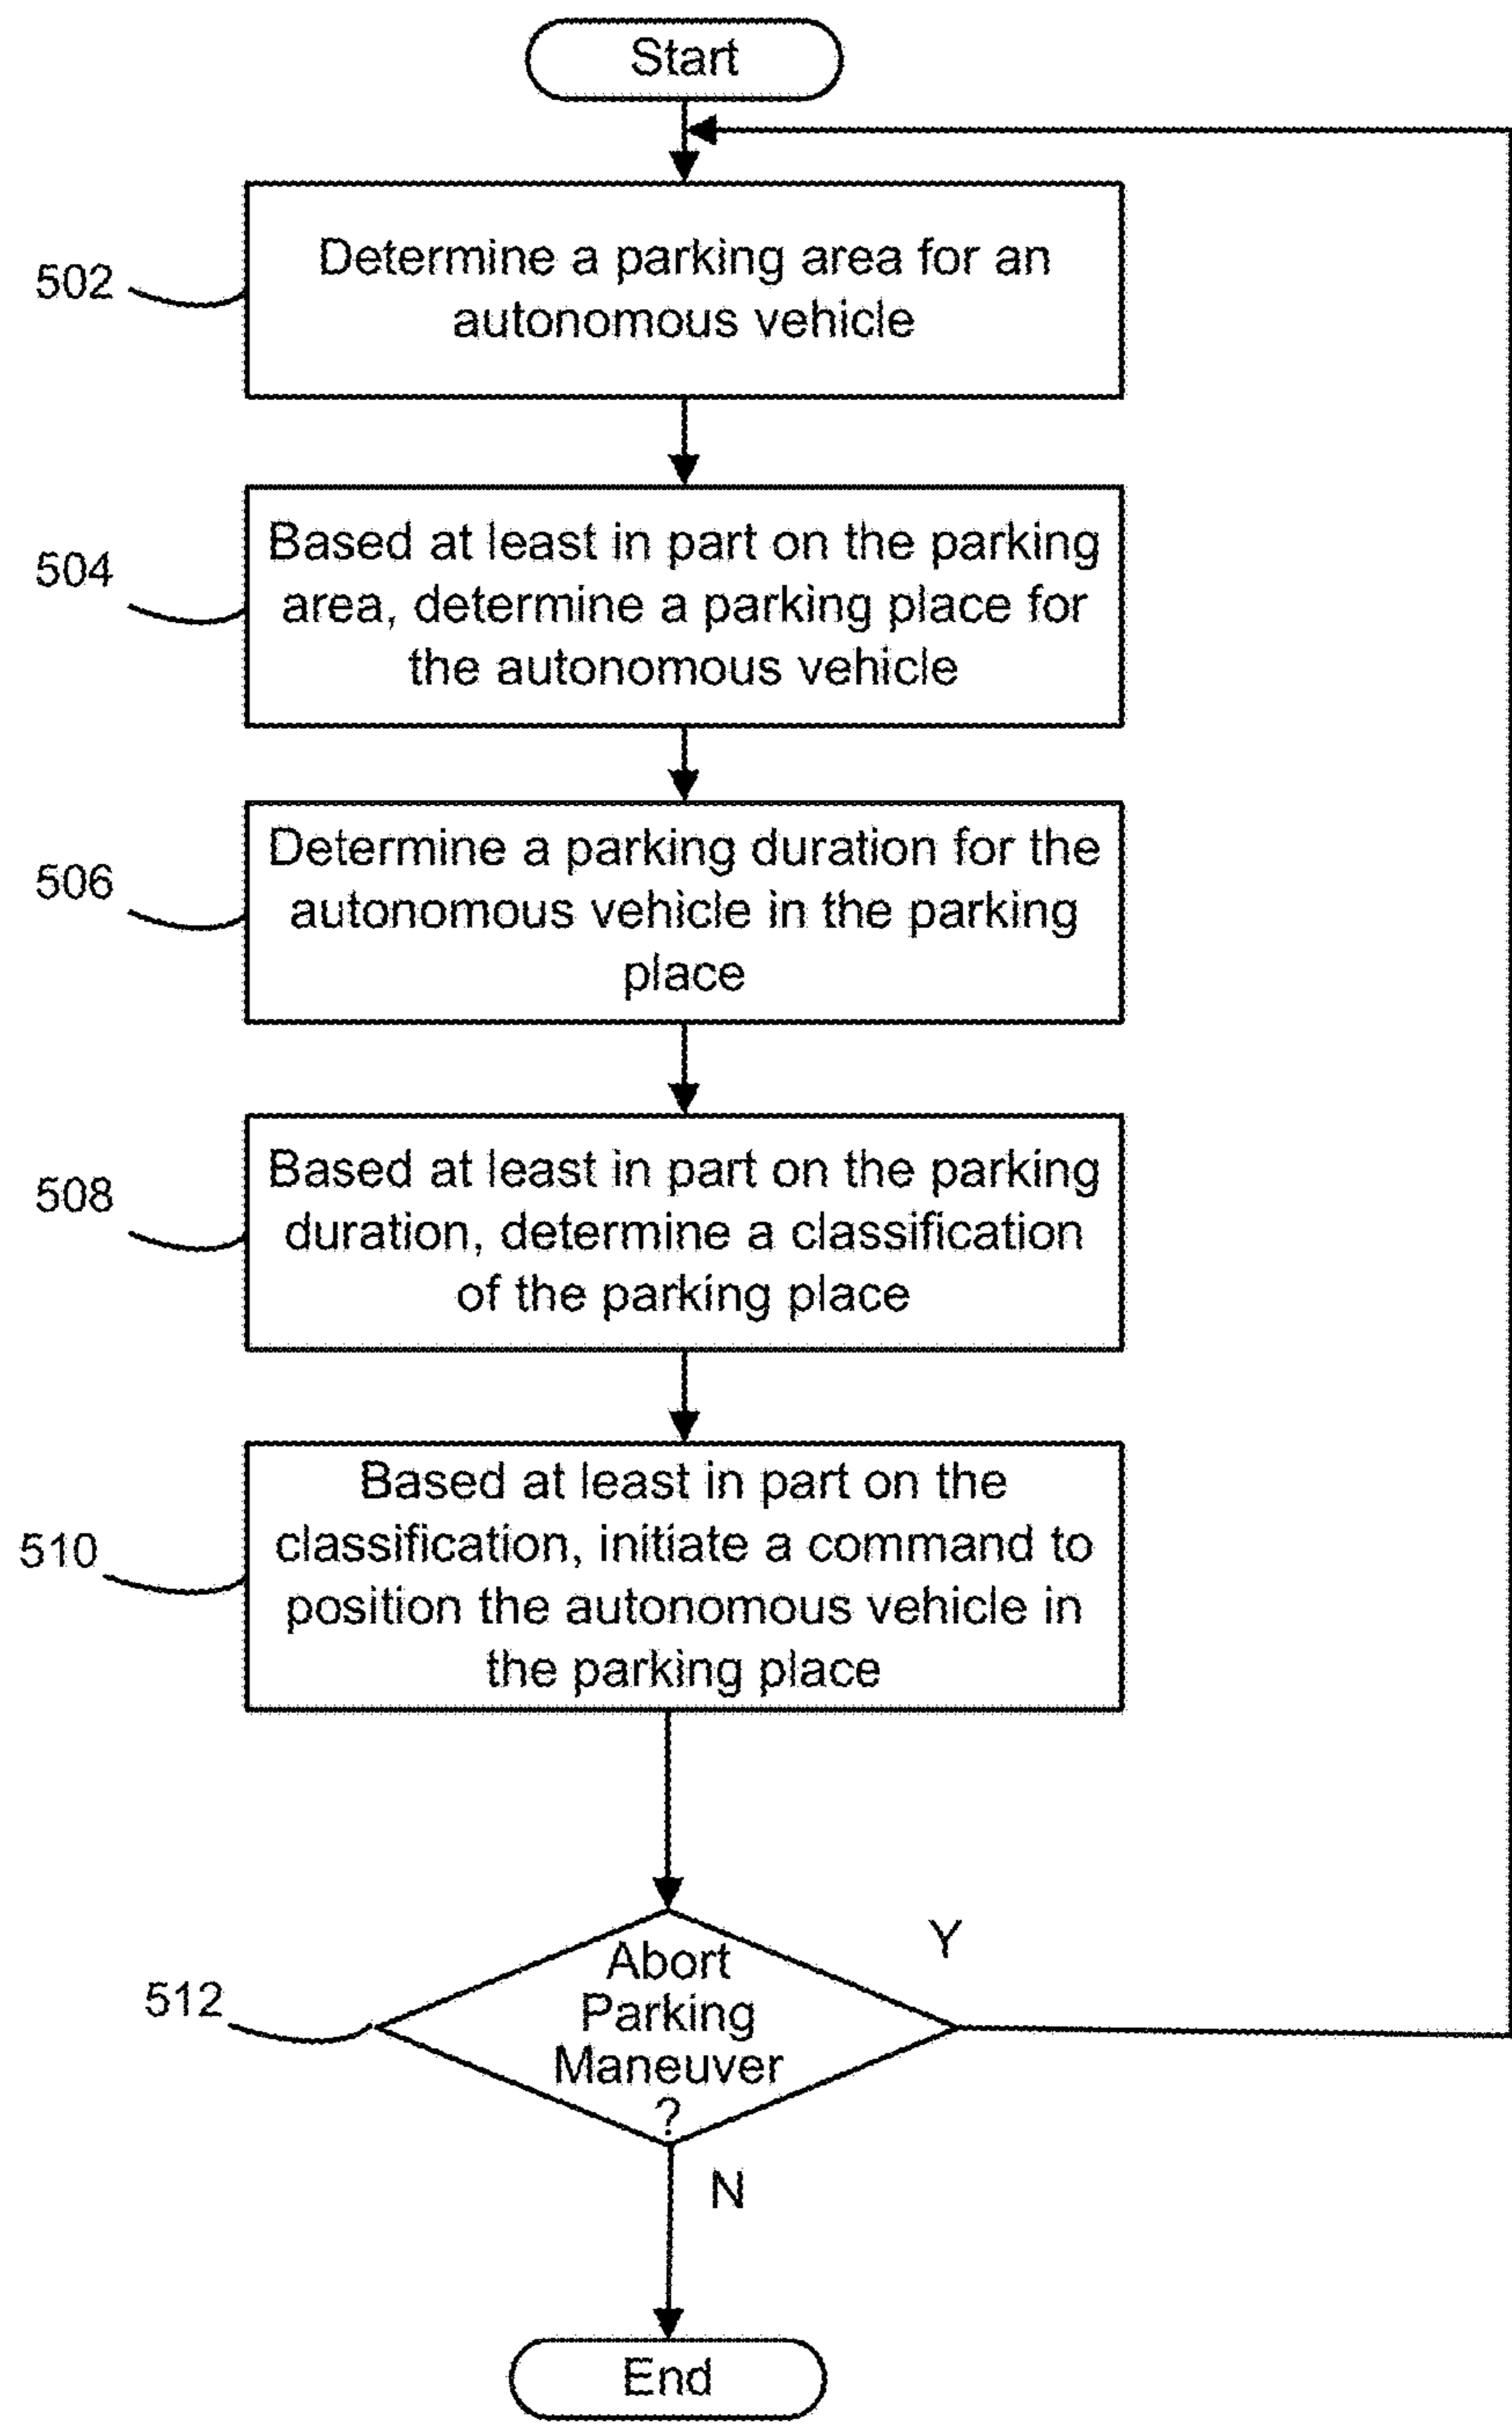 Start
502
Determine a parking area for an
autonomous vehicle
504
Based at least in part on the parking
area, determine a parking place for
the autonomous vehicle
506
Determine a parking duration for the
autonomous vehicle in the parking
place
508
Based at least in part on the parking
duration, determine a classification
of the parking place
510
Based at least in part on the
classification, initiate a command to
position the autonomous vehicle in
the parking place
512
Abort
Parking
Maneuver
?
Y
N
End